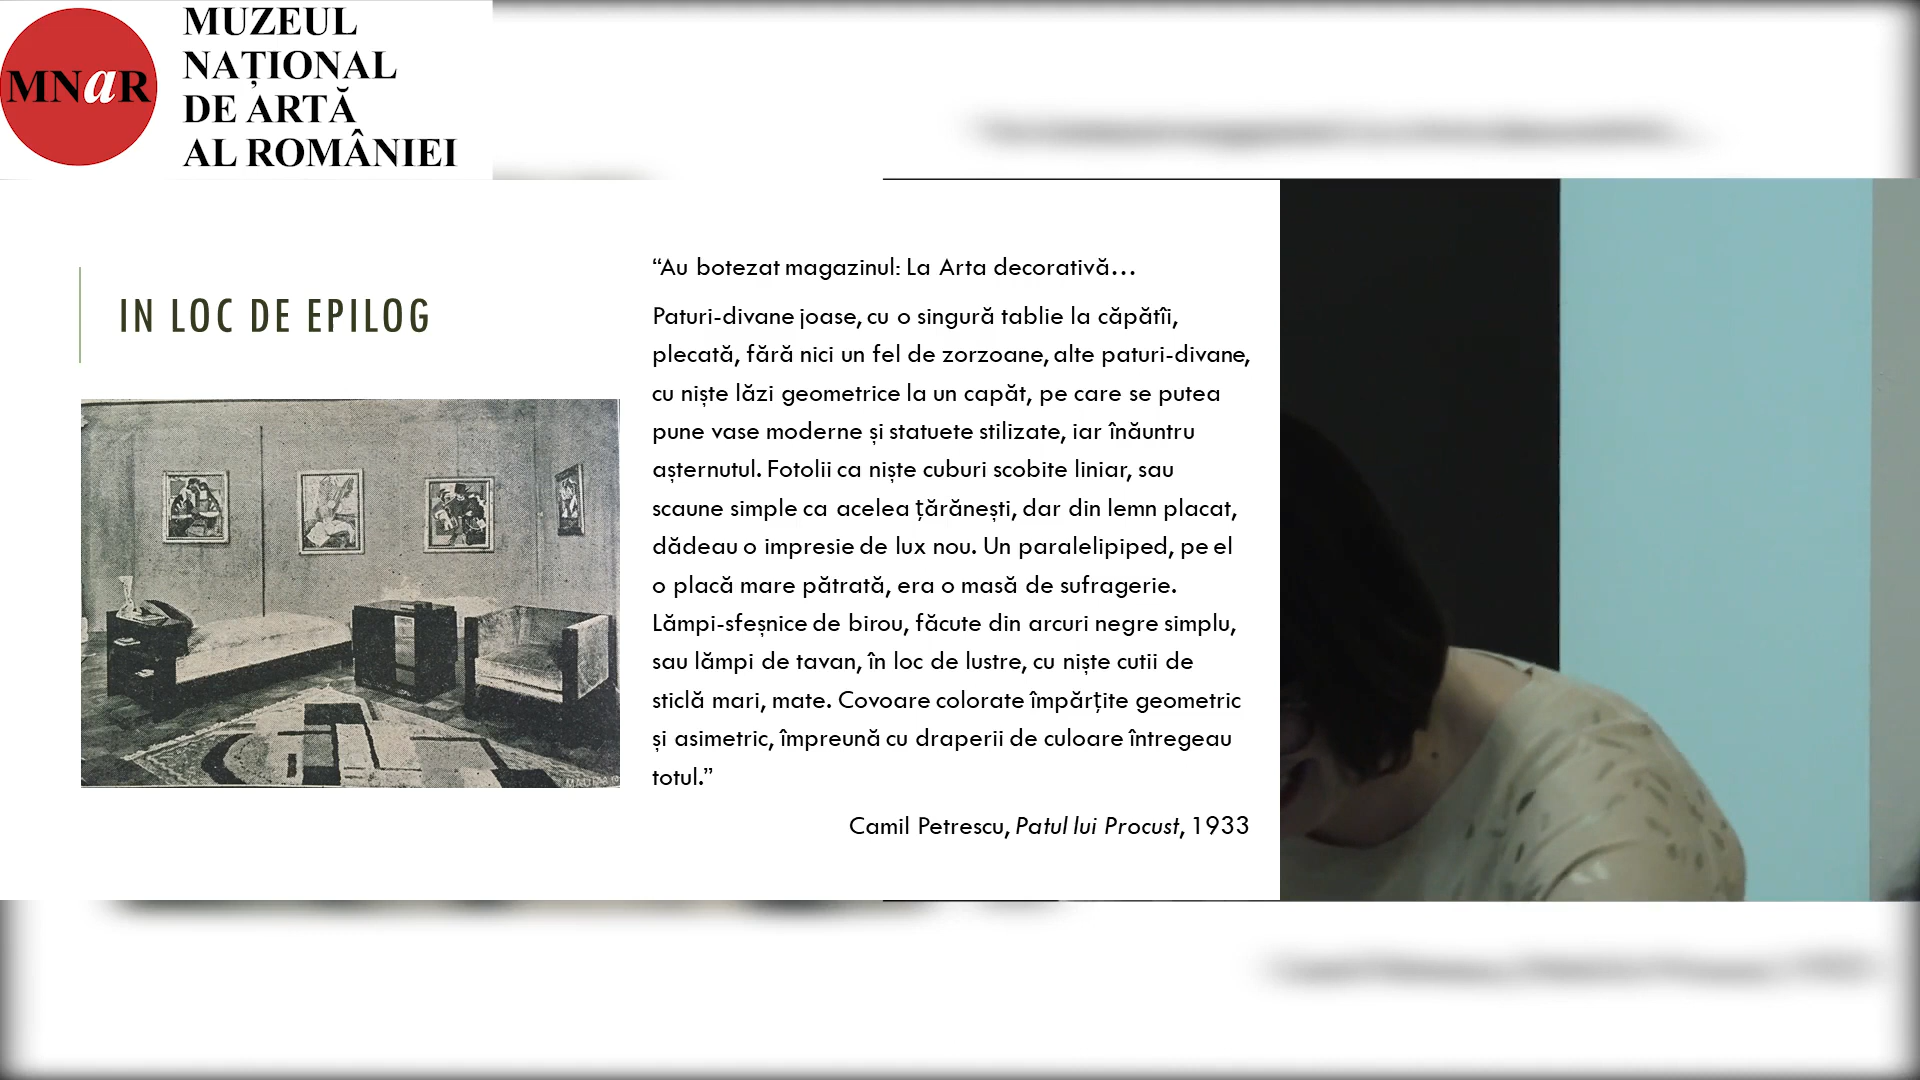 MNaR
MUZEUL
NAȚIONAL
DE ARTĂ
AL ROMÂNIEI
IN LOC DE EPILOG
“Au botezat magazinul: La Arta decorativă…
Paturi-divane joase, cu o singură tablie la căpătîi,
plecată, fără nici un fel de zorzoane, alte paturi-divane,
cu niște lăzi geometrice la un capăt, pe care se putea
pune vase moderne și statuete stilizate, iar înăuntru
așternutul. Fotolii ca niște cuburi scobite liniar, sau
scaune simple ca acelea țărănești, dar din lemn placat,
dădeau o impresie de lux nou. Un paralelipiped, pe el
o placă mare pătrată, era o masă de sufragerie.
Lămpi-sfeșnice de birou, făcute din arcuri negre simplu,
sau lămpi de tavan, în loc de lustre, cu niște cutii de
sticlă mari, mate. Covoare colorate împărțite geometric
și asimetric, împreună cu draperii de culoare întregeau
totul.”
Camil Petrescu, Patul lui Procust, 1933